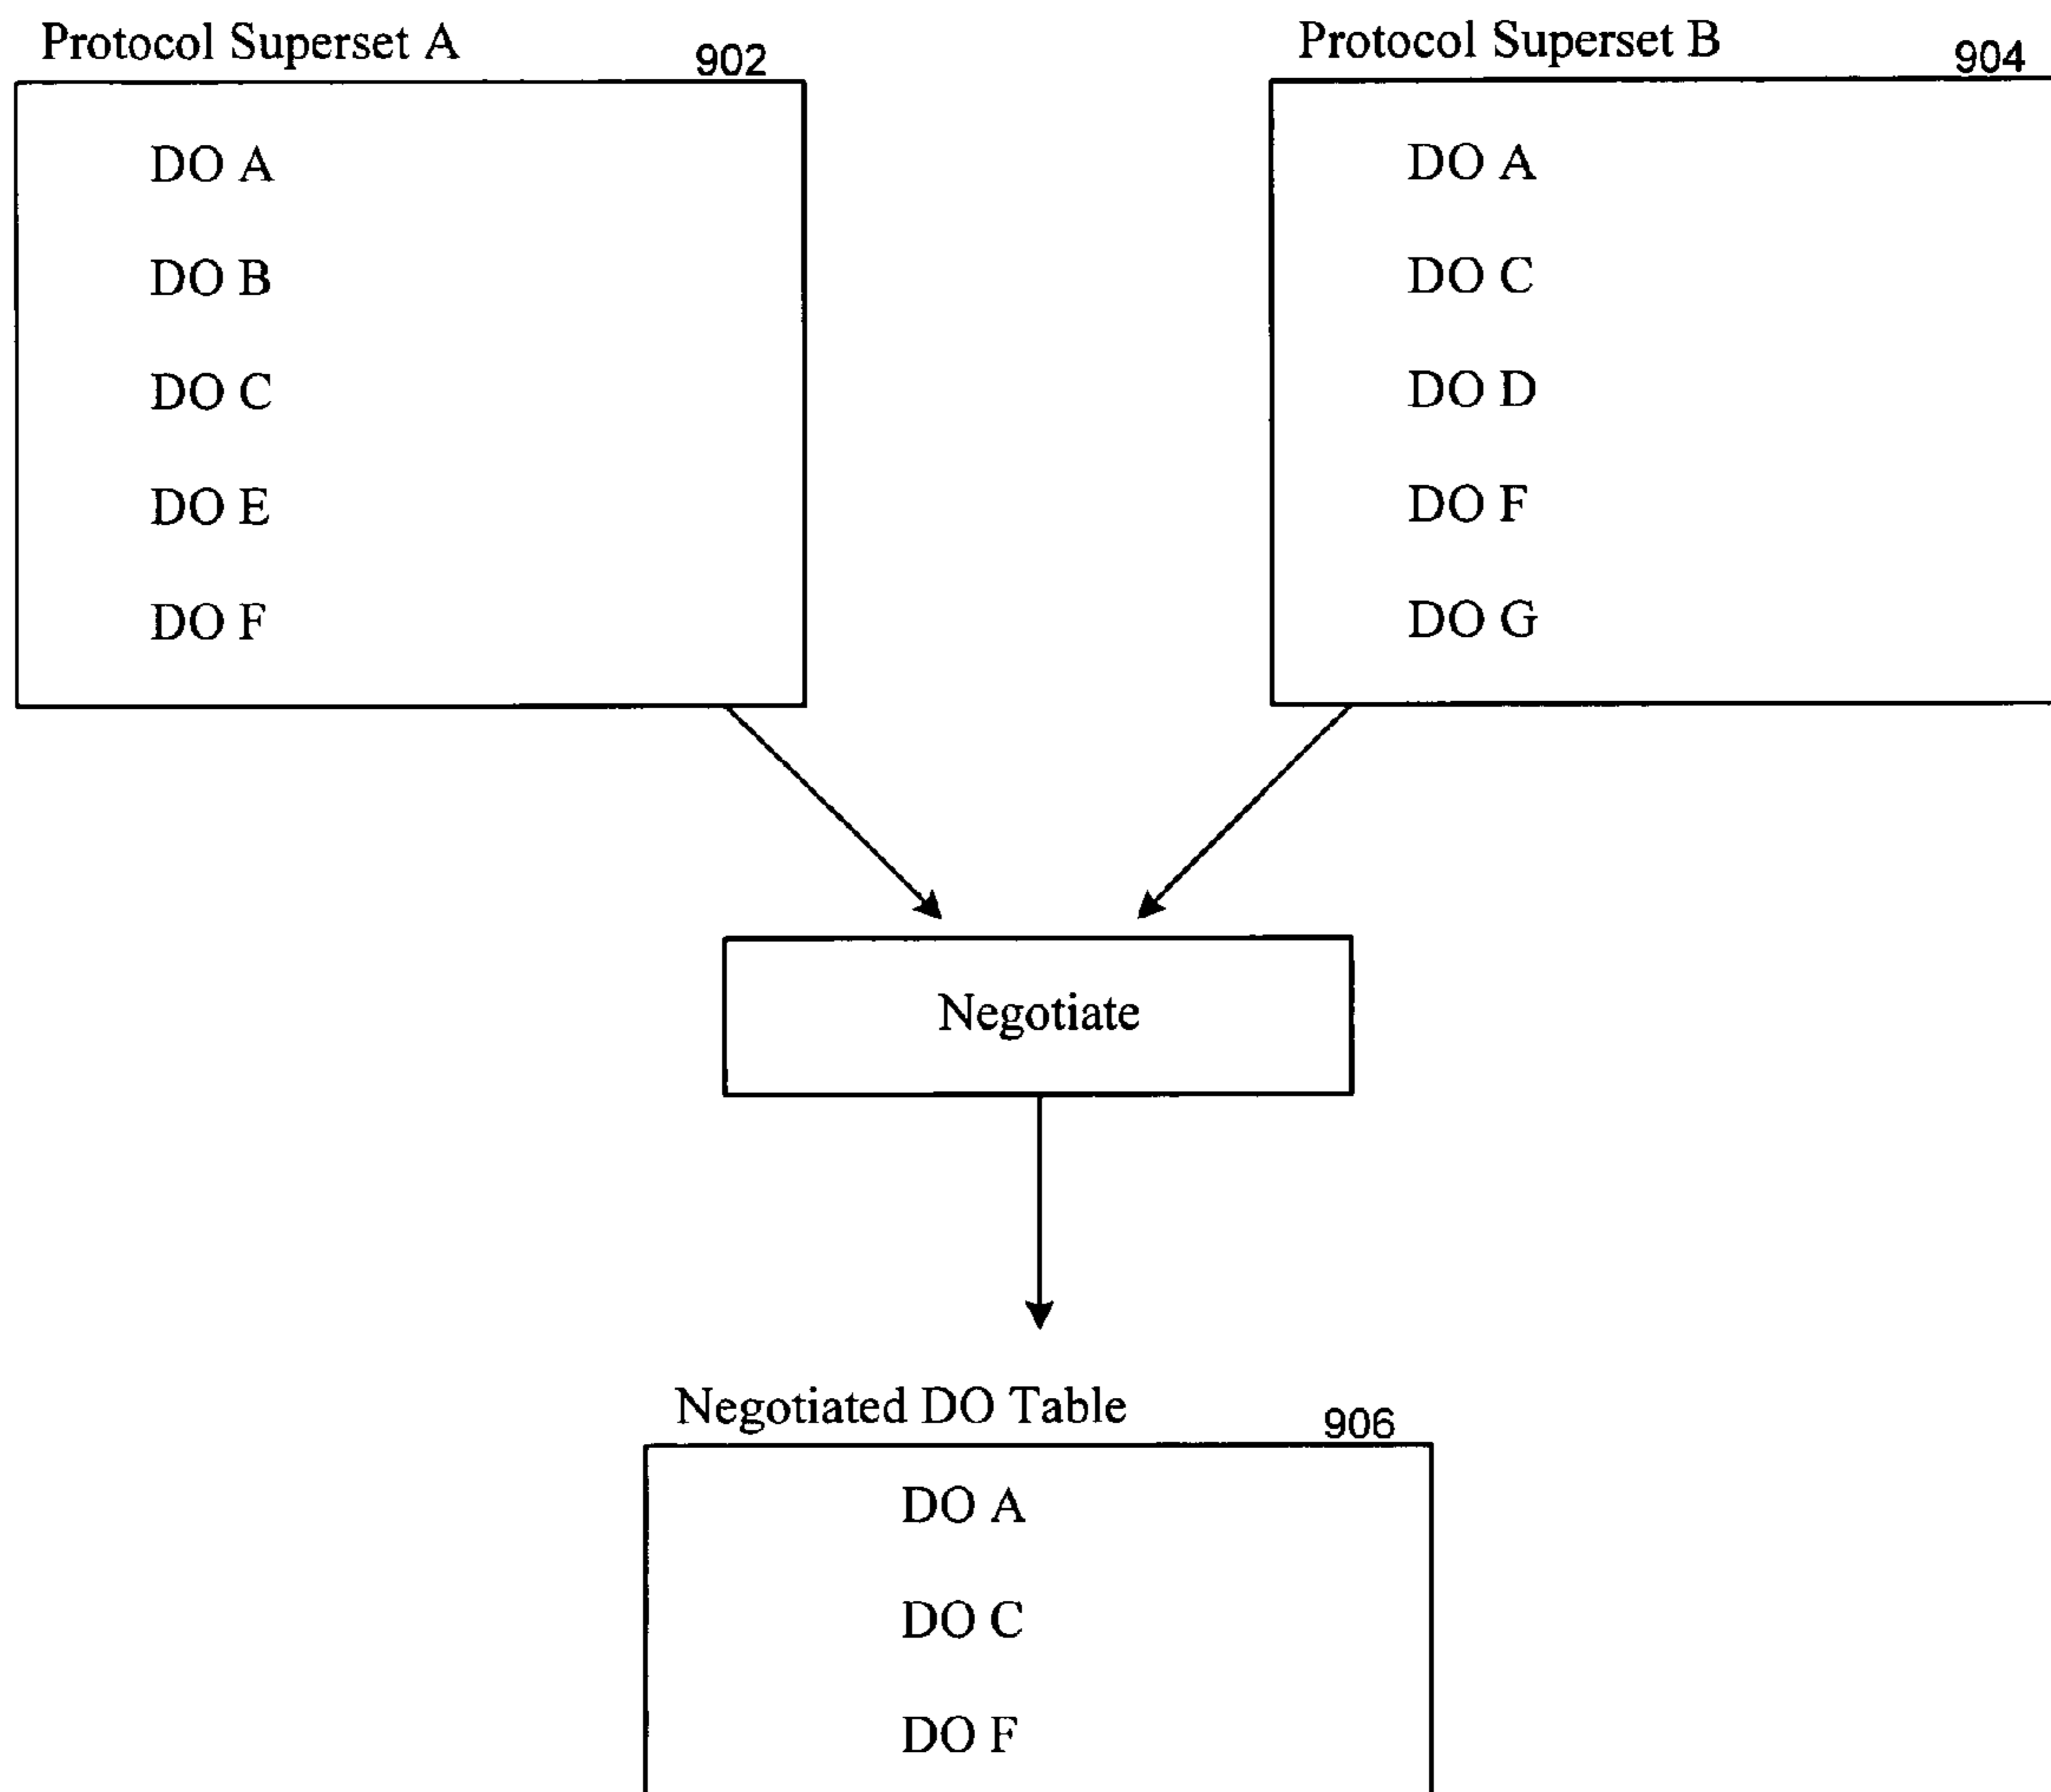 Protocol Superset A
902
DO A
DO B
DO C
DO E
DO F
Protocol Superset B
904
DO A
DO C
DO D
DO F
DO G
Negotiate
Negotiated DO Table
906
DO A
DO C
DO F